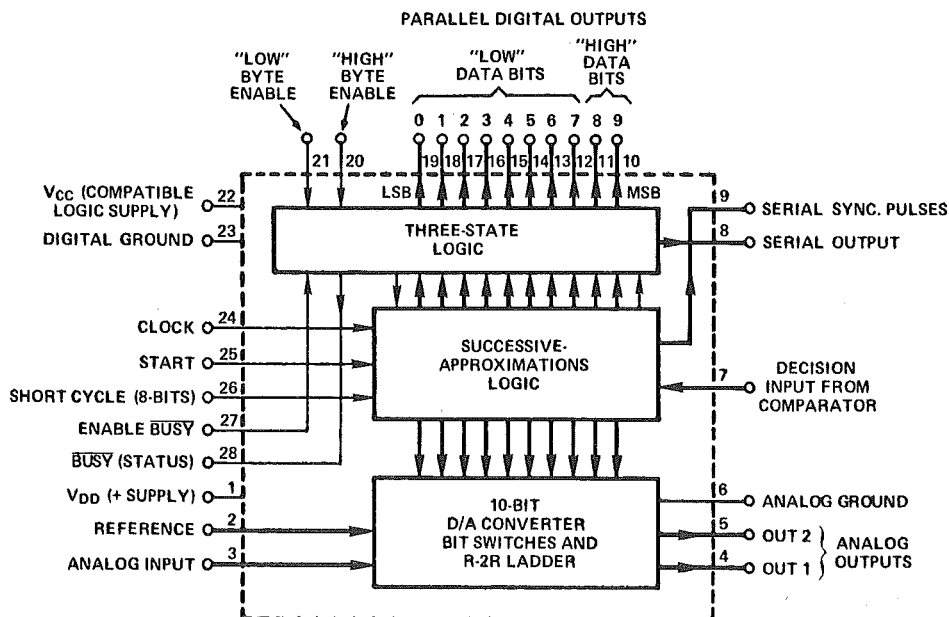 PARALLEL DIGITAL OUTPUTS
"LOW"
BYTE
ENABLE
"HIGH"
BYTE
ENABLE
"LOW"
DATA BITS
"HIGH"
DATA
BITS
0 1 2 3 4 5 6 7 8 9
21 20 19 18 17 16 15 14 13 12 11 10
LSB MSB
VCC (COMPATIBLE
LOGIC SUPPLY)
22
DIGITAL GROUND
23
THREE-STATE
LOGIC
9
SERIAL SYNC. PULSES
8
SERIAL OUTPUT
CLOCK
24
START
25
SHORT CYCLE (8-BITS)
26
ENABLE B̅U̅S̅Y̅
27
B̅U̅S̅Y̅ (STATUS)
28
SUCCESSIVE-
APPROXIMATIONS
LOGIC
7
DECISION
INPUT FROM
COMPARATOR
VDD (+ SUPPLY)
1
REFERENCE
2
ANALOG INPUT
3
10-BIT
D/A CONVERTER
BIT SWITCHES AND
R-2R LADDER
6
ANALOG GROUND
5
OUT 2
4
OUT 1
ANALOG
OUTPUTS